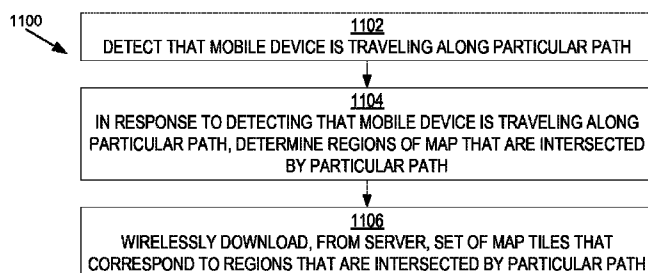 1100
1102
DETECT THAT MOBILE DEVICE IS TRAVELING ALONG PARTICULAR PATH
1104
IN RESPONSE TO DETECTING THAT MOBILE DEVICE IS TRAVELING ALONG
PARTICULAR PATH, DETERMINE REGIONS OF MAP THAT ARE INTERSECTED
BY PARTICULAR PATH
1106
WIRELESSLY DOWNLOAD, FROM SERVER, SET OF MAP TILES THAT
CORRESPOND TO REGIONS THAT ARE INTERSECTED BY PARTICULAR PATH